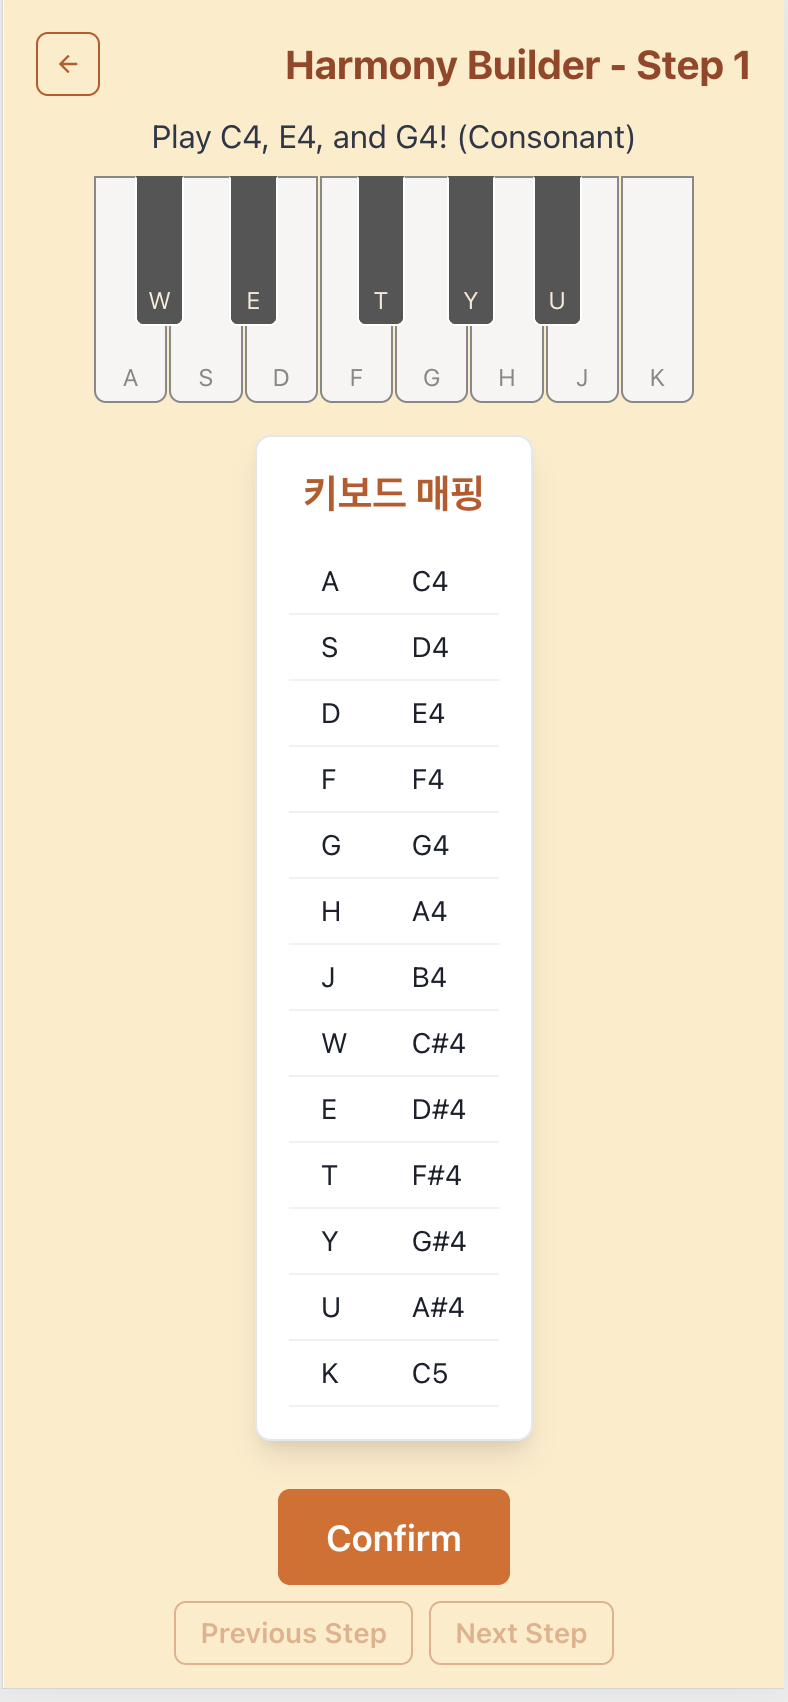 ←
Harmony Builder - Step 1
Play C4, E4, and G4! (Consonant)
W E T Y U
A S D F G H J K
키보드 매핑
A C4
S D4
D E4
F F4
G G4
H A4
J B4
W C#4
E D#4
T F#4
Y G#4
U A#4
K C5
Confirm
Previous Step Next Step